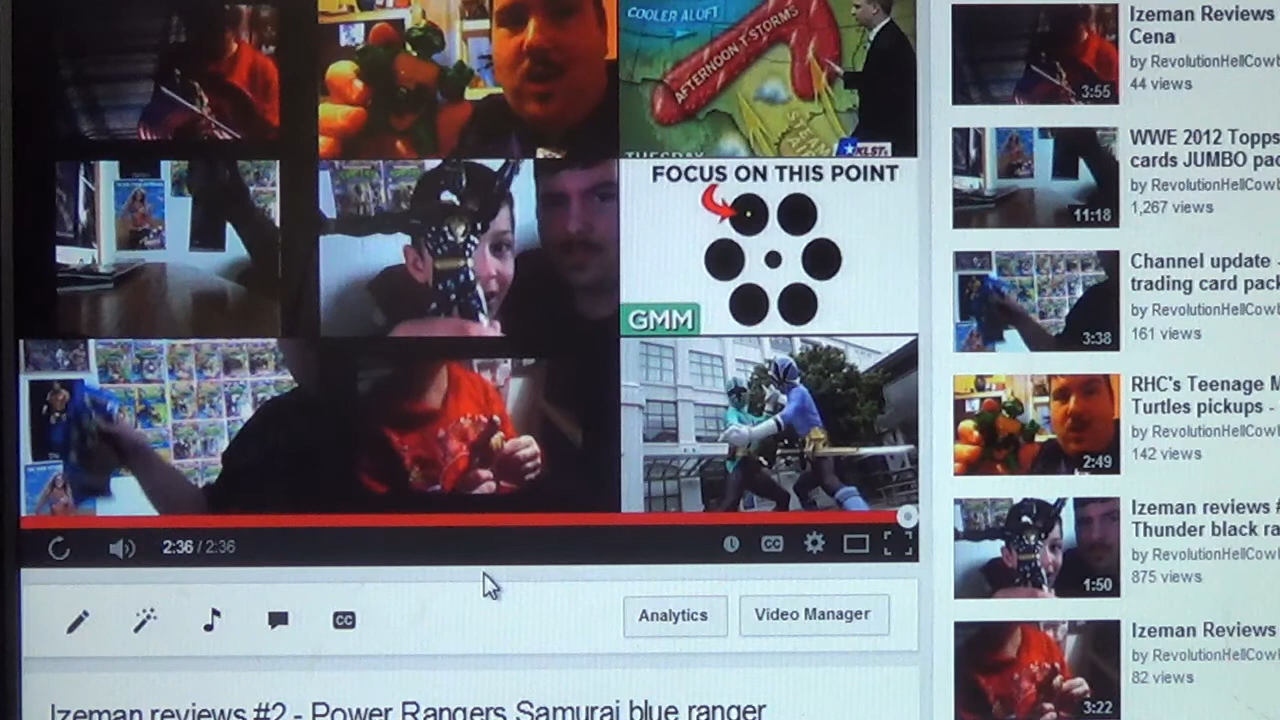 COOLER ALOFT
AFTERNOON T-STORMS
TUESDAY
KLST
FOCUS ON THIS POINT
GMM
2:36 / 2:36
CC
CC
Analytics
Video Manager
Izeman reviews #2 - Power Rangers Samurai blue ranger
Izeman Reviews
Cena
by RevolutionHellCow
44 views
3:55
WWE 2012 Topps
cards JUMBO pac
by RevolutionHellCow
1,267 views
11:18
Channel update -
trading card pack
by RevolutionHellCow
161 views
3:38
RHC's Teenage M
Turtles pickups -
by RevolutionHellCow
142 views
2:49
Izeman reviews #
Thunder black ra
by RevolutionHellCow
875 views
1:50
Izeman Reviews
by RevolutionHellCow
82 views
3:22